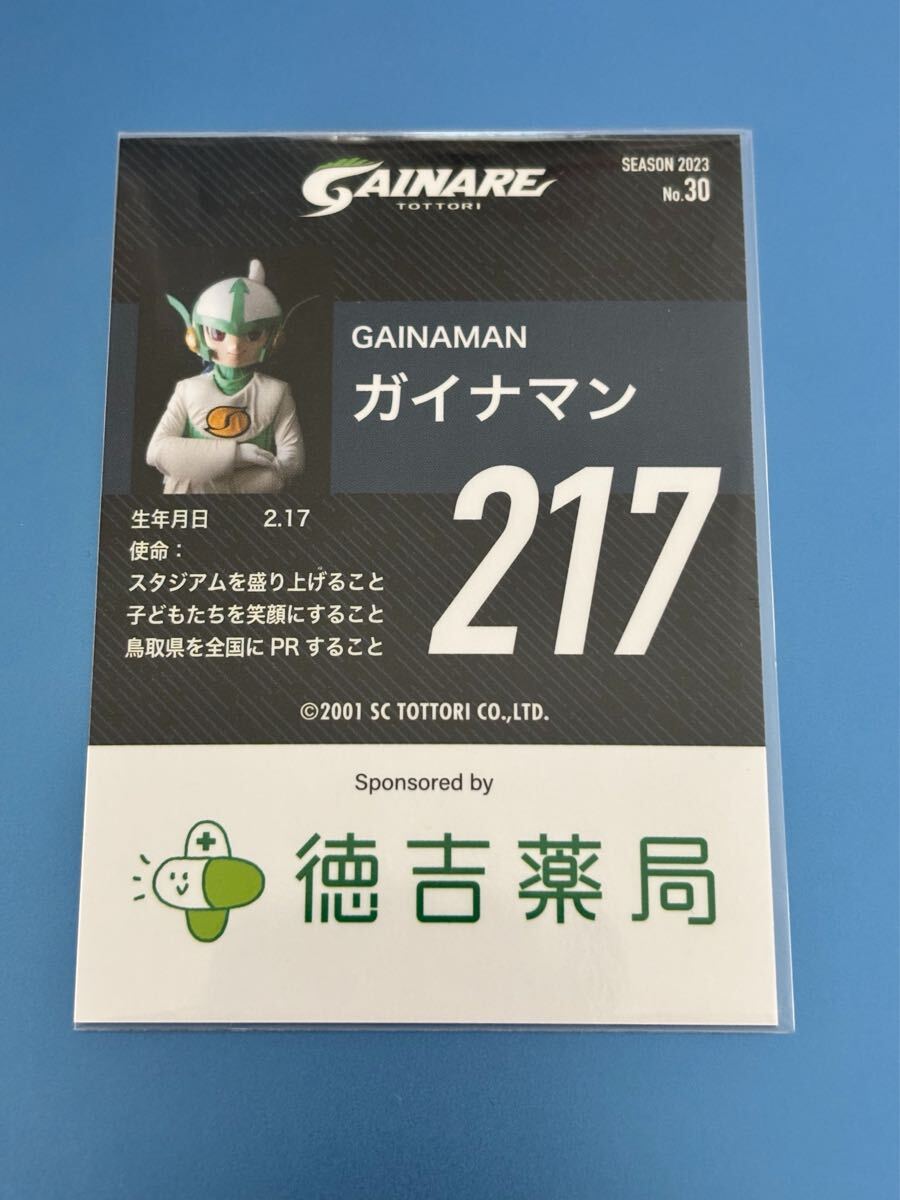 GAINARE
TOTTORI
SEASON 2023
No.30
GAINAMAN
ガイナマン
217
生年月日 2.17
使命：
スタジアムを盛り上げること
子どもたちを笑顔にすること
鳥取県を全国に PR すること
©2001 SC TOTTORI CO.,LTD.
Sponsored by
徳吉薬局